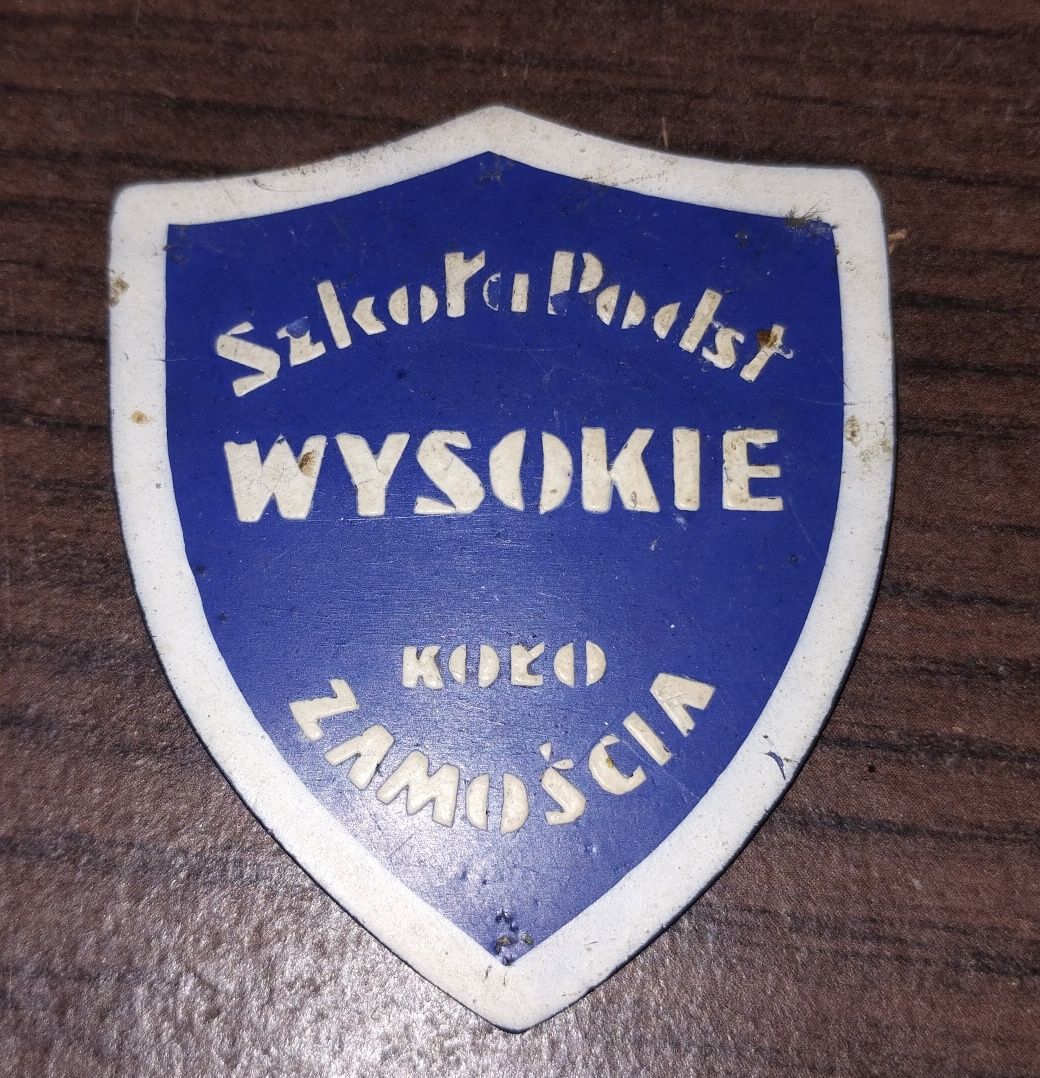 Szkoła Podst
WYSOKIE
KOŁO
ZAMOŚCIA